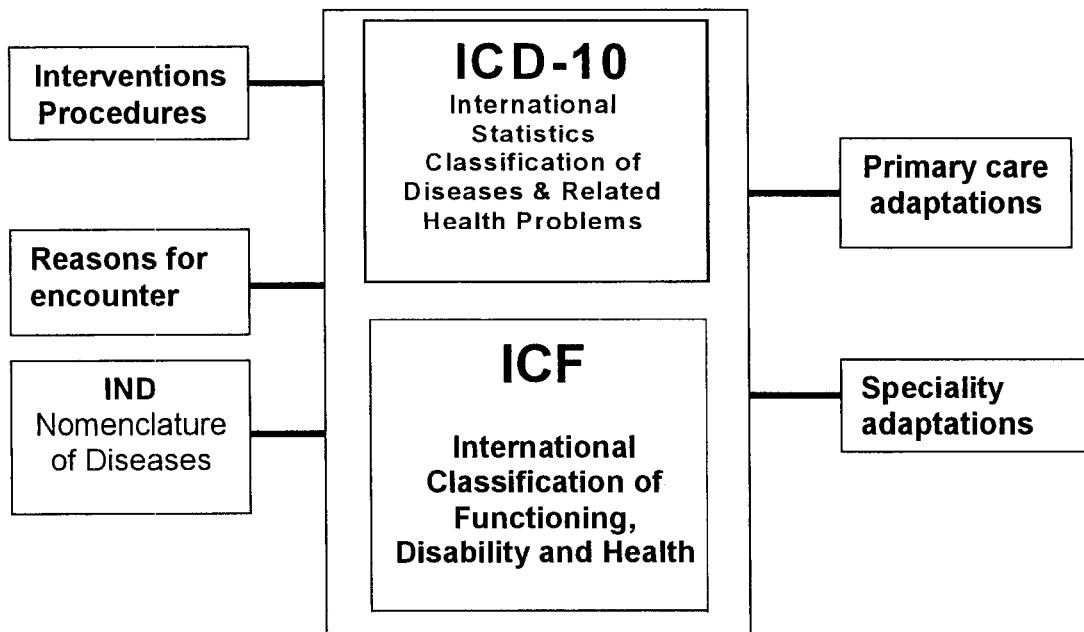 Interventions
Procedures
Reasons for
encounter
IND
Nomenclature
of Diseases
ICD-10
International
Statistics
Classification of
Diseases & Related
Health Problems
ICF
International
Classification of
Functioning,
Disability and Health
Primary care
adaptations
Speciality
adaptations